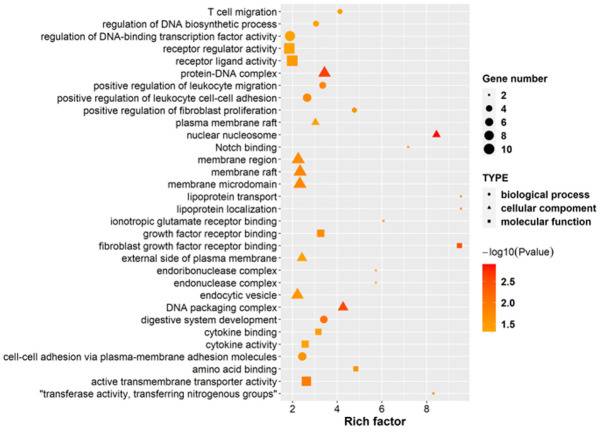 T cell migration
regulation of DNA biosynthetic process
regulation of DNA-binding transcription factor activity
receptor regulator activity
receptor ligand activity
protein-DNA complex
positive regulation of leukocyte migration
positive regulation of leukocyte cell-cell adhesion
positive regulation of fibroblast proliferation
plasma membrane raft
nuclear nucleosome
Notch binding
membrane region
membrane raft
membrane microdomain
lipoprotein transport
lipoprotein localization
ionotropic glutamate receptor binding
growth factor receptor binding
fibroblast growth factor receptor binding
external side of plasma membrane
endoribonuclease complex
endonuclease complex
endocytic vesicle
DNA packaging complex
digestive system development
cytokine binding
cytokine activity
cell-cell adhesion via plasma-membrane adhesion molecules
amino acid binding
active transmembrane transporter activity
"transferase activity, transferring nitrogenous groups"
2 4 6 8
Rich factor
Gene number
2
4
6
8
10
TYPE
biological process
cellular compoment
molecular function
−log10(Pvalue)
2.5
2.0
1.5